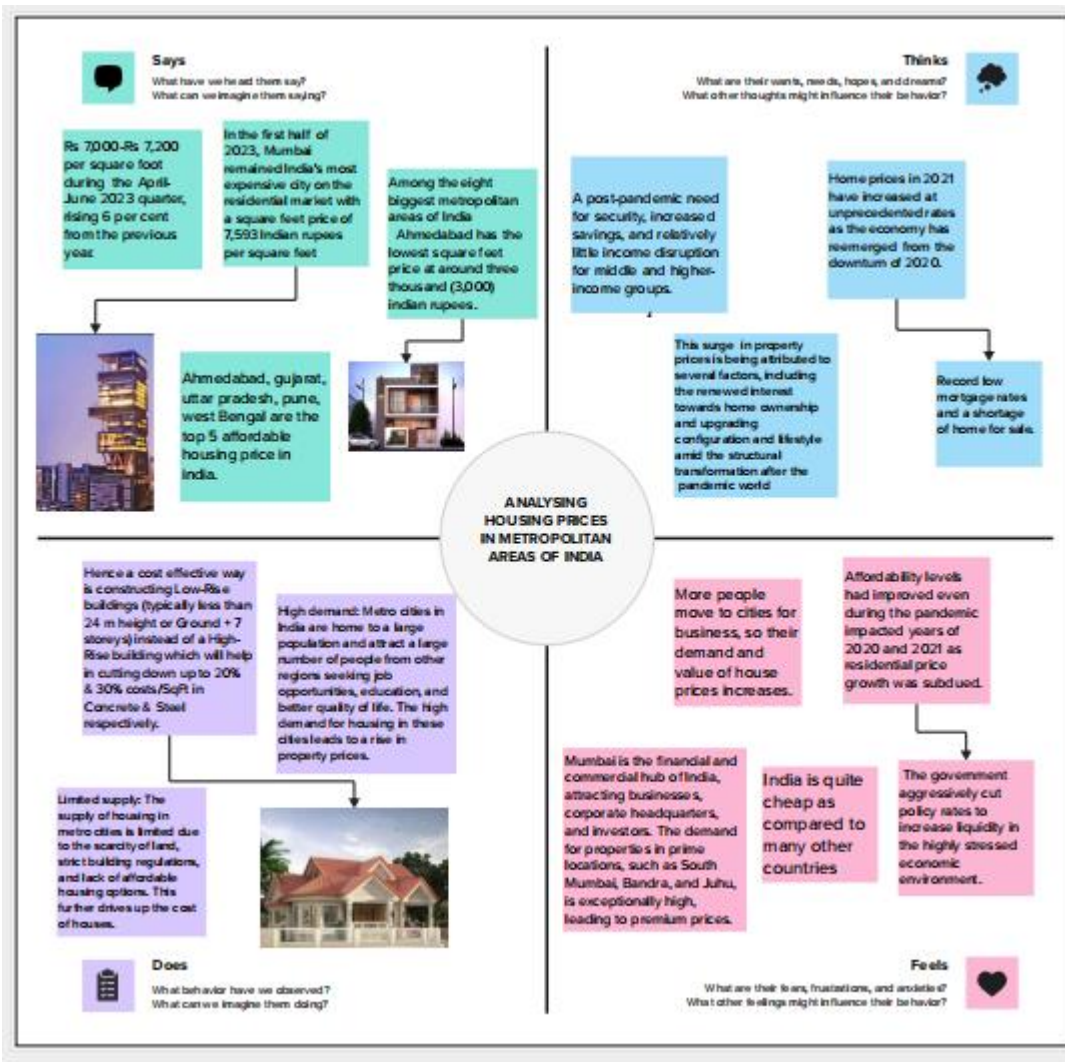 Says
What have we heard them say?
What can we imagine them saying?
Rs 7,000-Rs 7,200
per square foot
during the April-
June 2023 quarter,
rising 6 per cent
from the previous
year.
In the first half of
2023, Mumbai
remained India's most
expensive city on the
residential market with
a square feet price of
7,593 Indian rupees
per square feet
Among the eight
biggest metropolitan
areas of India
Ahmedabad has the
lowest square feet
price at around three
thousand (3,000)
indian rupees.
Ahmedabad, gujarat,
uttar pradesh, pune,
west Bengal are the
top 5 affordable
housing price in
india.
Thinks
What are their wants, needs, hopes, and dreams?
What other thoughts might influence their behavior?
A post-pandemic need
for security, increased
savings, and relatively
little income disruption
for middle and higher-
income groups.
Home prices in 2021
have increased at
unprecedented rates
as the economy has
reemerged from the
downturn of 2020.
This surge in property
prices is being attributed to
several factors, including
the renewed interest
towards home ownership
and upgrading
configuration and lifestyle
amid the structural
transformation after the
pandemic world
Record low
mortgage rates
and a shortage
of home for sale.
ANALYSING
HOUSING PRICES
IN METROPOLITAN
AREAS OF INDIA
Hence a cost effective way
is constructing Low-Rise
buildings (typically less than
24 m height or Ground + 7
storeys) instead of a High-
Rise building which will help
in cutting down up to 20%
& 30% costs/SqFt in
Concrete & Steel
respectively.
High demand: Metro cities in
India are home to a large
population and attract a large
number of people from other
regions seeking job
opportunities, education, and
better quality of life. The high
demand for housing in these
cities leads to a rise in
property prices.
Limited supply: The
supply of housing in
metro cities is limited due
to the scarcity of land,
strict building regulations,
and lack of affordable
housing options. This
further drives up the cost
of houses.
Does
What behavior have we observed?
What can we imagine them doing?
More people
move to cities for
business, so their
demand and
value of house
prices increases.
Affordability levels
had improved even
during the pandemic
impacted years of
2020 and 2021 as
residential price
growth was subdued.
Mumbai is the financial and
commercial hub of India,
attracting businesses,
corporate headquarters,
and investors. The demand
for properties in prime
locations, such as South
Mumbai, Bandra, and Juhu,
is exceptionally high,
leading to premium prices.
India is quite
cheap as
compared to
many other
countries
The government
aggressively cut
policy rates to
increase liquidity in
the highly stressed
economic
environment.
Feels
What are their fears, frustrations, and anxieties?
What other feelings might influence their behavior?